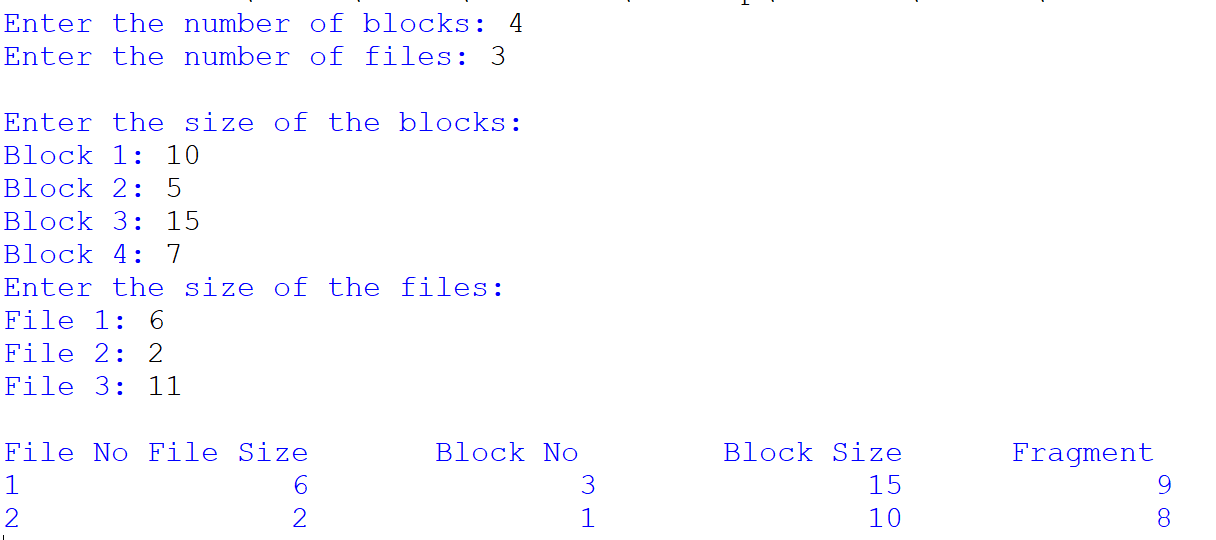 Enter the number of blocks: 4
Enter the number of files: 3
Enter the size of the blocks:
Block 1: 10
Block 2: 5
Block 3: 15
Block 4: 7
Enter the size of the files:
File 1: 6
File 2: 2
File 3: 11
File No File Size Block No Block Size Fragment
1 6 3 15 9
2 2 1 10 8